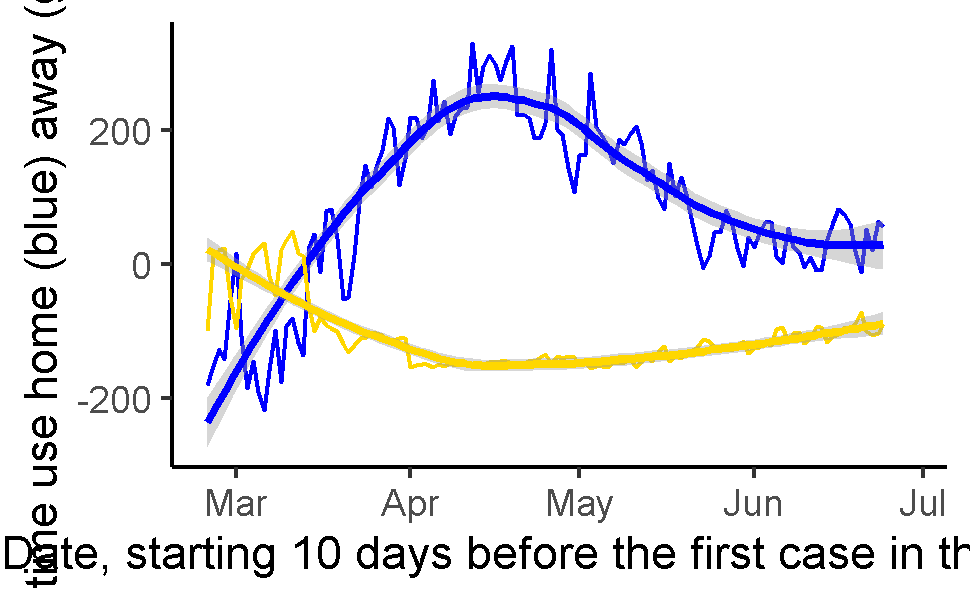 time use home (blue) away (
200
0
-200
Mar Apr May Jun Jul
Date, starting 10 days before the first case in th